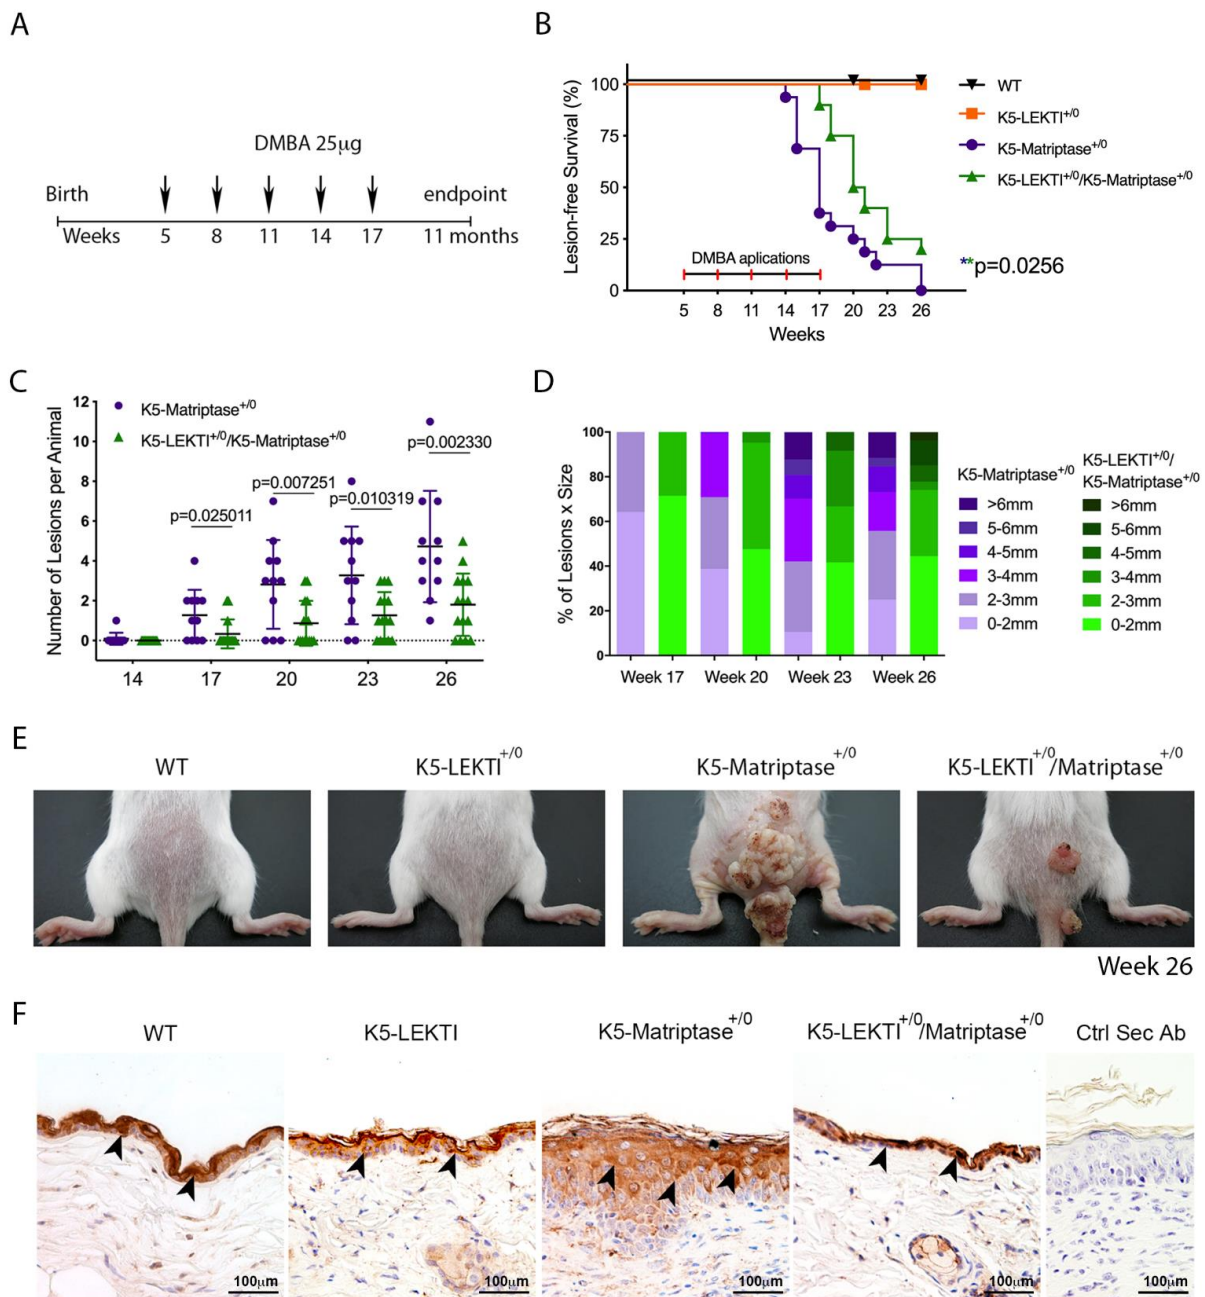 A
DMBA 25µg
Birth
endpoint
Weeks 5 8 11 14 17 11 months
B
Lesion-free Survival (%)
100
75
50
25
0
DMBA aplications
5 8 11 14 17 20 23 26
Weeks
WT
K5-LEKTI+/0
K5-Matriptase+/0
K5-LEKTI+/0/K5-Matriptase+/0
**p=0.0256
C
Number of Lesions per Animal
12
10
8
6
4
2
0
K5-Matriptase+/0
K5-LEKTI+/0/K5-Matriptase+/0
p=0.025011
p=0.007251
p=0.010319
p=0.002330
14 17 20 23 26
D
% of Lesions x Size
100
80
60
40
20
0
Week 17 Week 20 Week 23 Week 26
K5-Matriptase+/0
>6mm
5-6mm
4-5mm
3-4mm
2-3mm
0-2mm
K5-LEKTI+/0/
K5-Matriptase+/0
>6mm
5-6mm
4-5mm
3-4mm
2-3mm
0-2mm
E
WT
K5-LEKTI+/0
K5-Matriptase+/0
K5-LEKTI+/0/Matriptase+/0
Week 26
F
WT
K5-LEKTI
K5-Matriptase+/0
K5-LEKTI+/0/Matriptase+/0
Ctrl Sec Ab
100µm
100µm
100µm
100µm
100µm